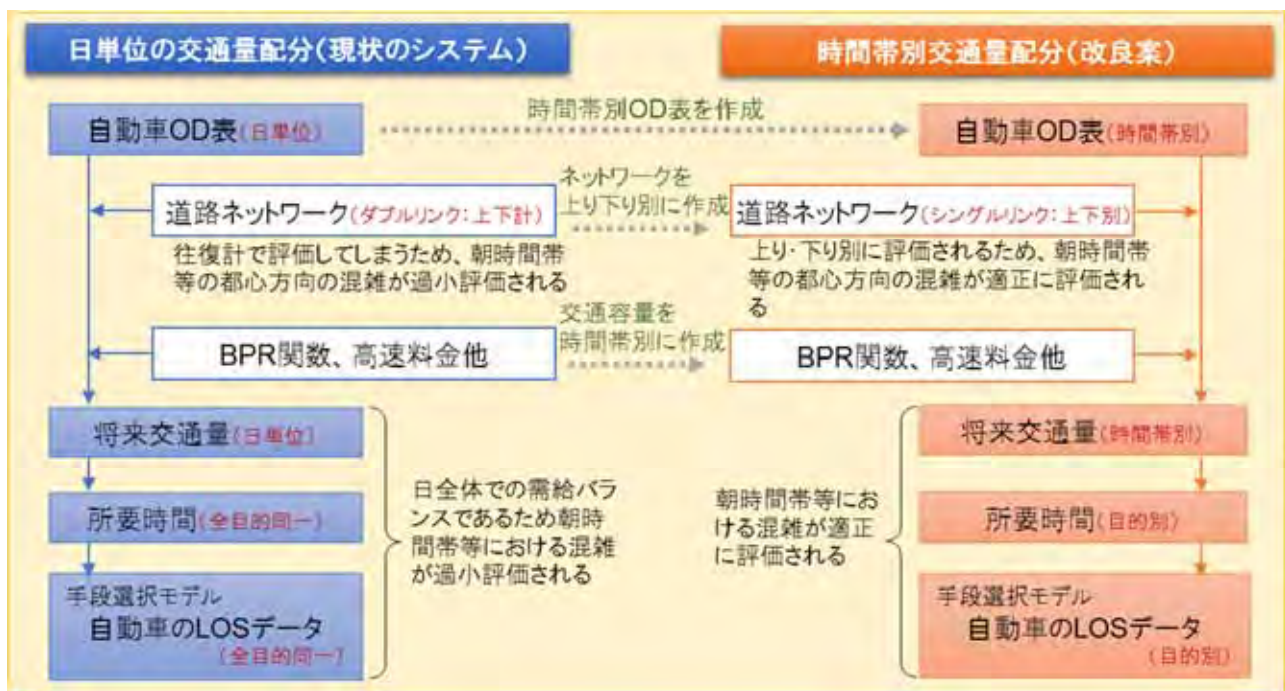 日単位の交通量配分(現状のシステム)
時間帯別交通量配分(改良案)
自動車OD表(日単位)
時間帯別OD表を作成
自動車OD表(時間帯別)
道路ネットワーク(ダブルリンク:上下計)
ネットワークを
上り下り別に作成
道路ネットワーク(シングルリンク:上下別)
往復計で評価してしまうため、朝時間帯
等の都心方向の混雑が過小評価される
上り・下り別に評価されるため、朝時間帯
等の都心方向の混雑が適正に評価され
る
BPR関数、高速料金他
交通容量を
時間帯別に作成
BPR関数、高速料金他
将来交通量(日単位)
所要時間(全目的同一)
手段選択モデル
自動車のLOSデータ
(全目的同一)
日全体での需給バラ
ンスであるため朝時
間帯等における混雑
が過小評価される
朝時間帯等にお
ける混雑が適正
に評価される
将来交通量(時間帯別)
所要時間(目的別)
手段選択モデル
自動車のLOSデータ
(目的別)